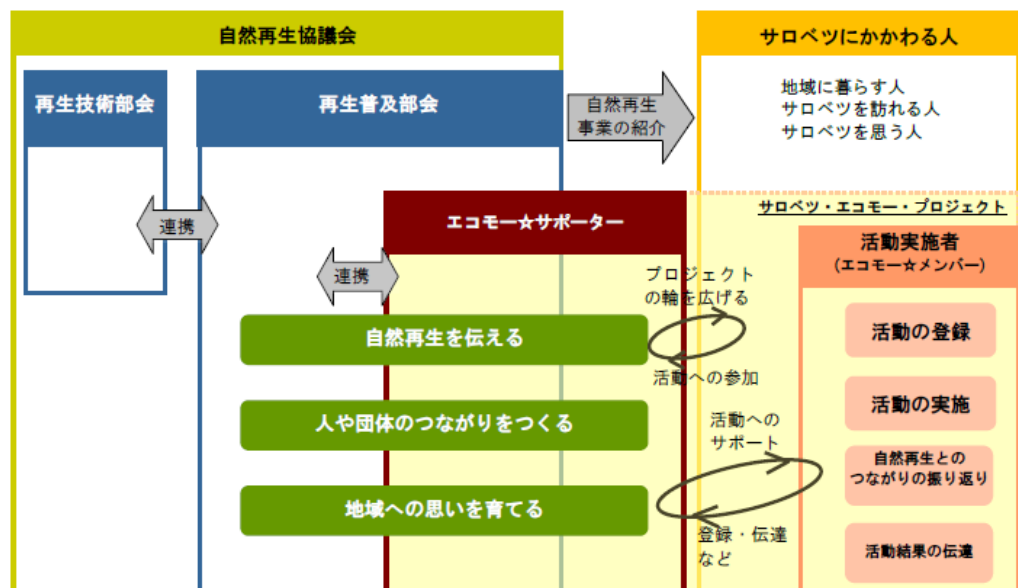 自然再生協議会
サロベツにかかわる人
再生技術部会
再生普及部会
自然再生
事業の紹介
地域に暮らす人
サロベツを訪れる人
サロベツを思う人
連携
エコモー☆サポーター
サロベツ・エコモー・プロジェクト
活動実施者
(エコモー☆メンバー)
連携
プロジェクト
の輪を広げる
自然再生を伝える
活動への参加
活動の登録
人や団体のつながりをつくる
活動への
サポート
活動の実施
自然再生との
つながりの振り返り
地域への思いを育てる
登録・伝達
など
活動結果の伝達